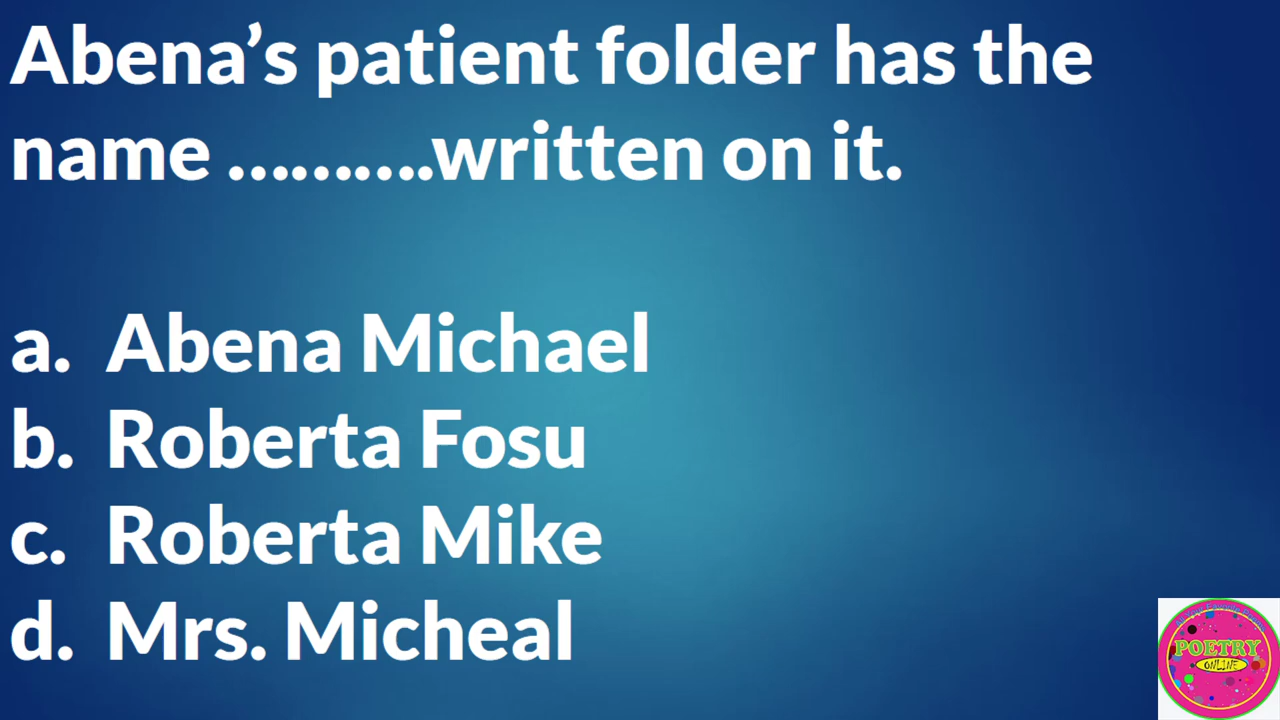 Abena’s patient folder has the
name ……….written on it.
a. Abena Michael
b. Roberta Fosu
c. Roberta Mike
d. Mrs. Micheal
POETRY
ONLINE